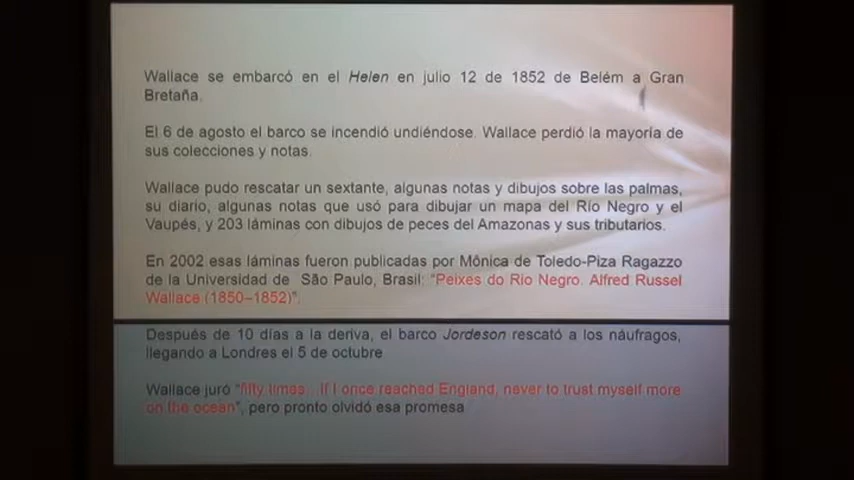 Wallace se embarcó en el Helen en julio 12 de 1852 de Belém a Gran
Bretaña.
El 6 de agosto el barco se incendió undiéndose. Wallace perdió la mayoría de
sus colecciones y notas.
Wallace pudo rescatar un sextante, algunas notas y dibujos sobre las palmas,
su diario, algunas notas que usó para dibujar un mapa del Río Negro y el
Vaupés, y 203 láminas con dibujos de peces del Amazonas y sus tributarios.
En 2002 esas láminas fueron publicadas por Mônica de Toledo-Piza Ragazzo
de la Universidad de São Paulo, Brasil: "Peixes do Rio Negro. Alfred Russel
Wallace (1850–1852)".
Después de 10 días a la deriva, el barco Jordeson rescató a los náufragos,
llegando a Londres el 5 de octubre
Wallace juró "fifty times...If I once reached England, never to trust myself more
on the ocean", pero pronto olvidó esa promesa